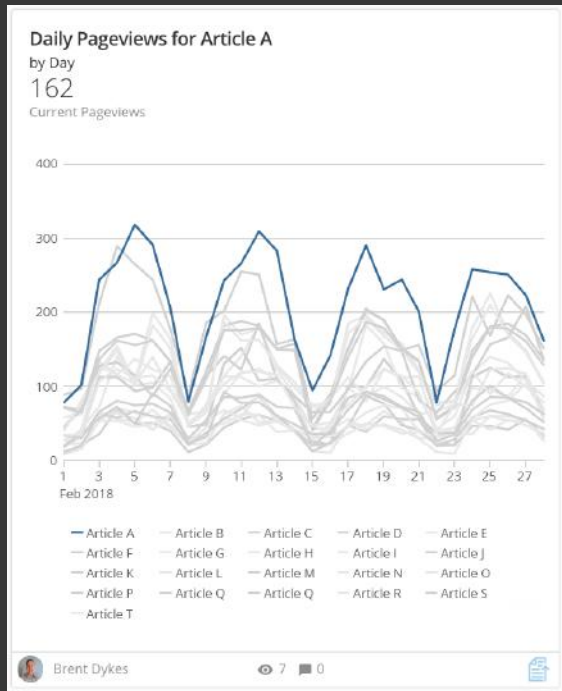 Daily Pageviews for Article A
by Day
162
Current Pageviews
400
300
200
100
0
1 3 5 7 9 11 13 15 17 19 21 23 25 27
Feb 2018
Article A Article B Article C Article D Article E
Article F Article G Article H Article I Article J
Article K Article L Article M Article N Article O
Article P Article Q Article Q Article R Article S
Article T
Brent Dykes 7 0